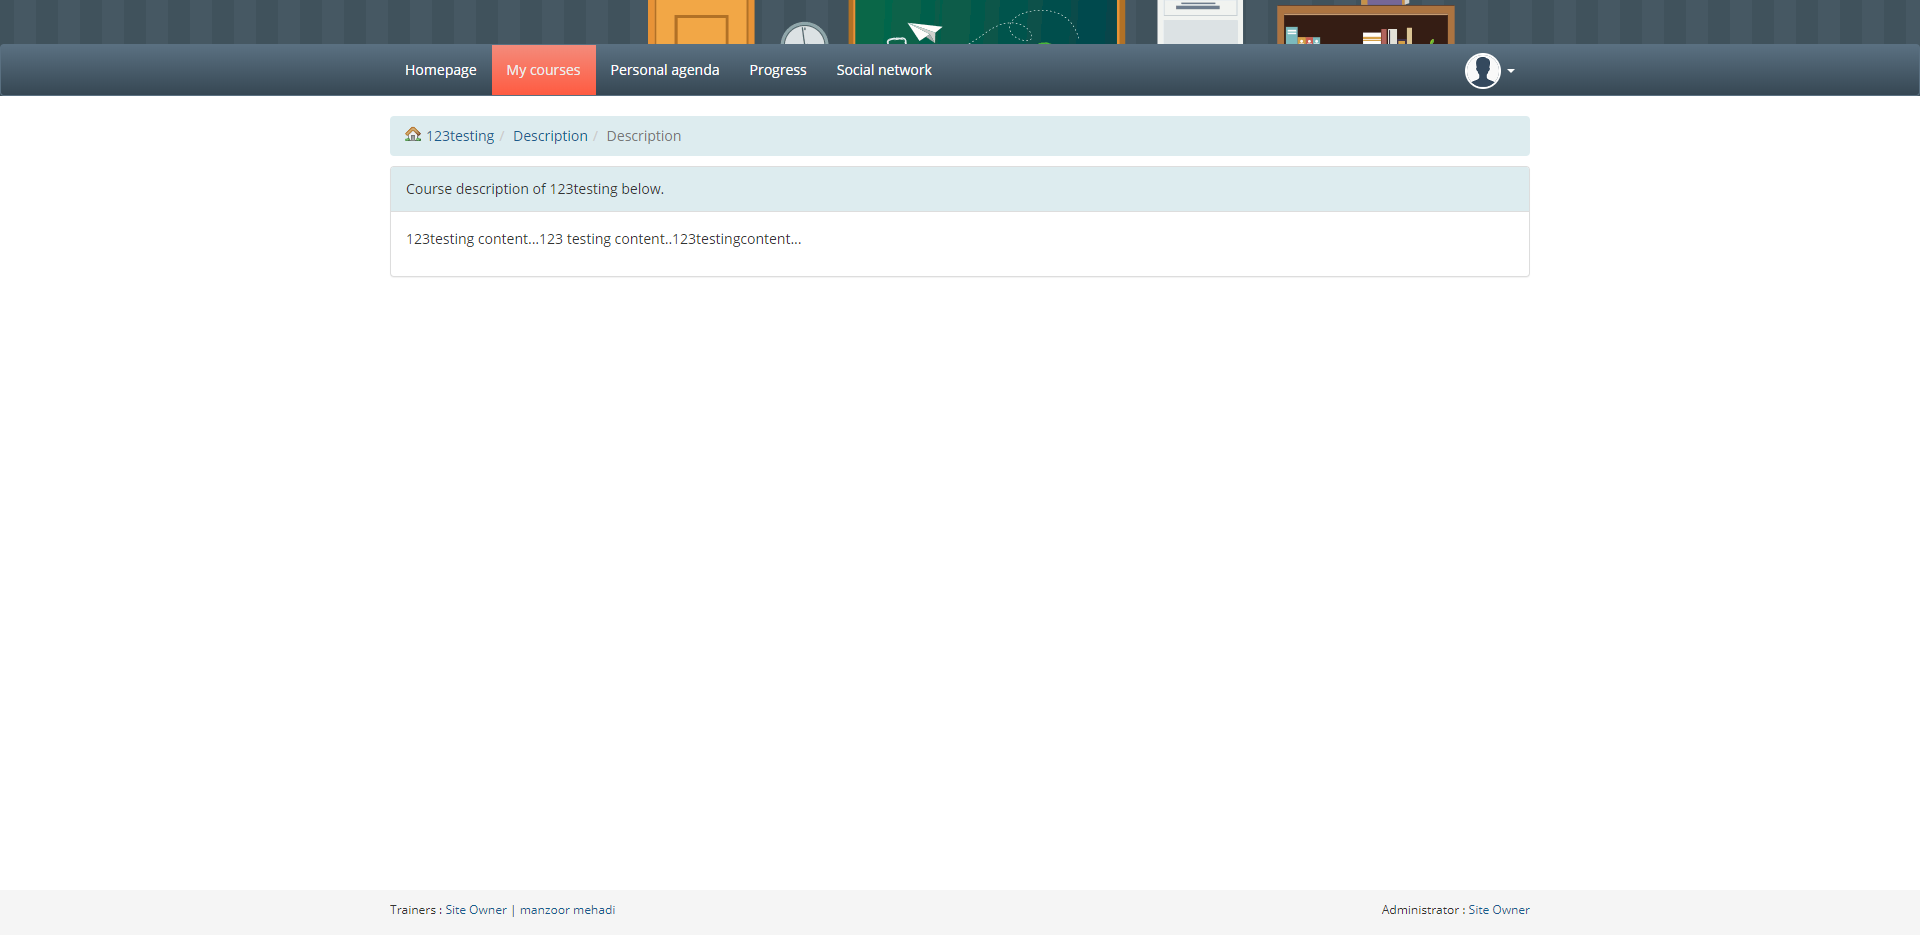 Homepage My courses Personal agenda Progress Social network
123testing / Description / Description
Course description of 123testing below.
123testing content...123 testing content..123testingcontent...
Trainers : Site Owner | manzoor mehadi Administrator : Site Owner